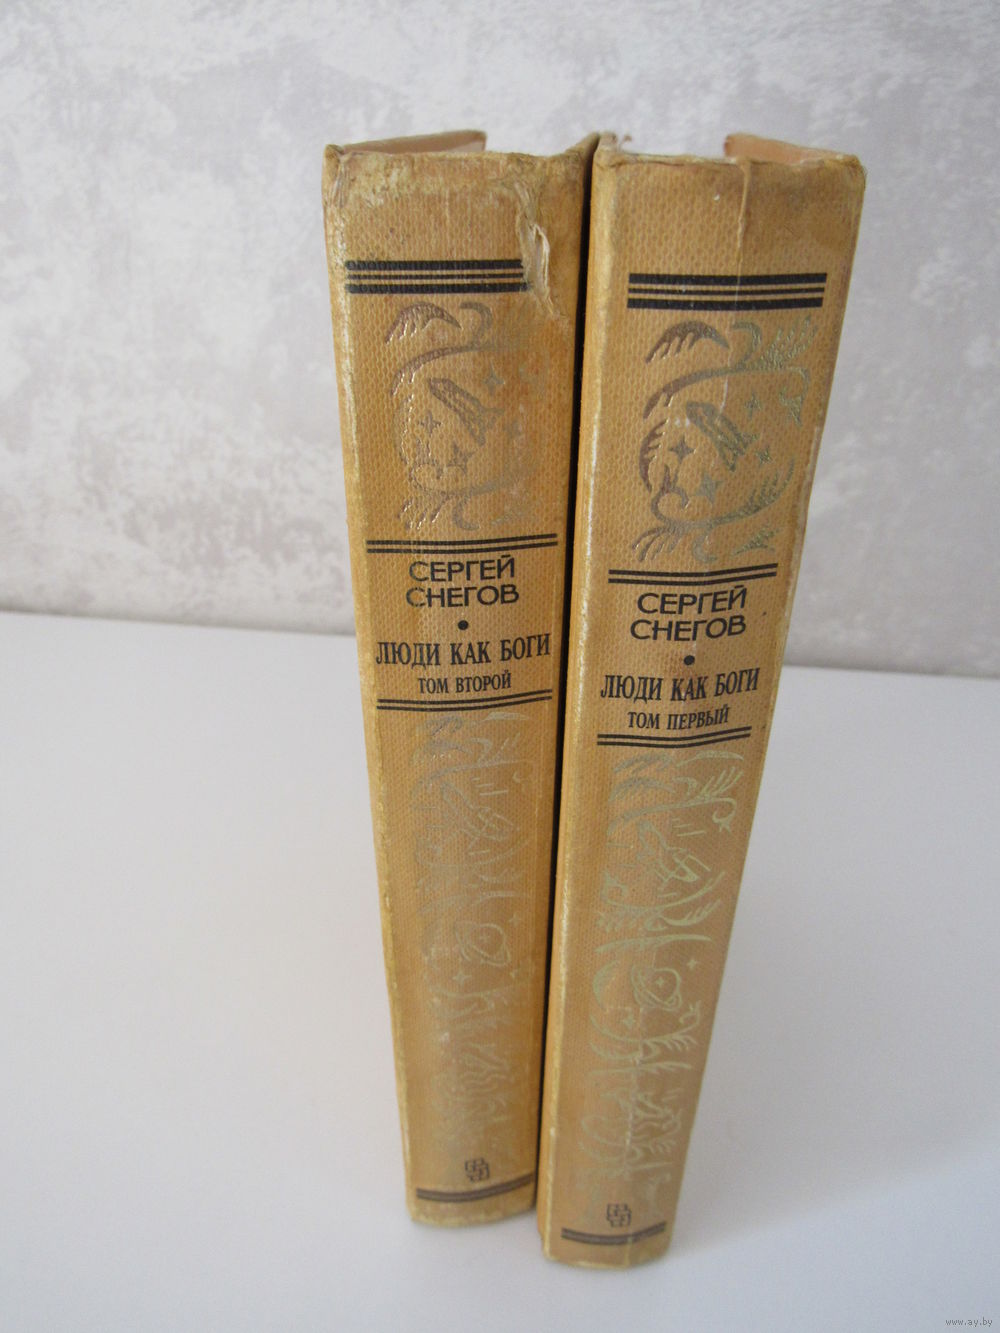 СЕРГЕЙ
СНЕГОВ
ЛЮДИ КАК БОГИ
ТОМ ВТОРОЙ
СЕРГЕЙ
СНЕГОВ
ЛЮДИ КАК БОГИ
ТОМ ПЕРВЫЙ
www.ay.by